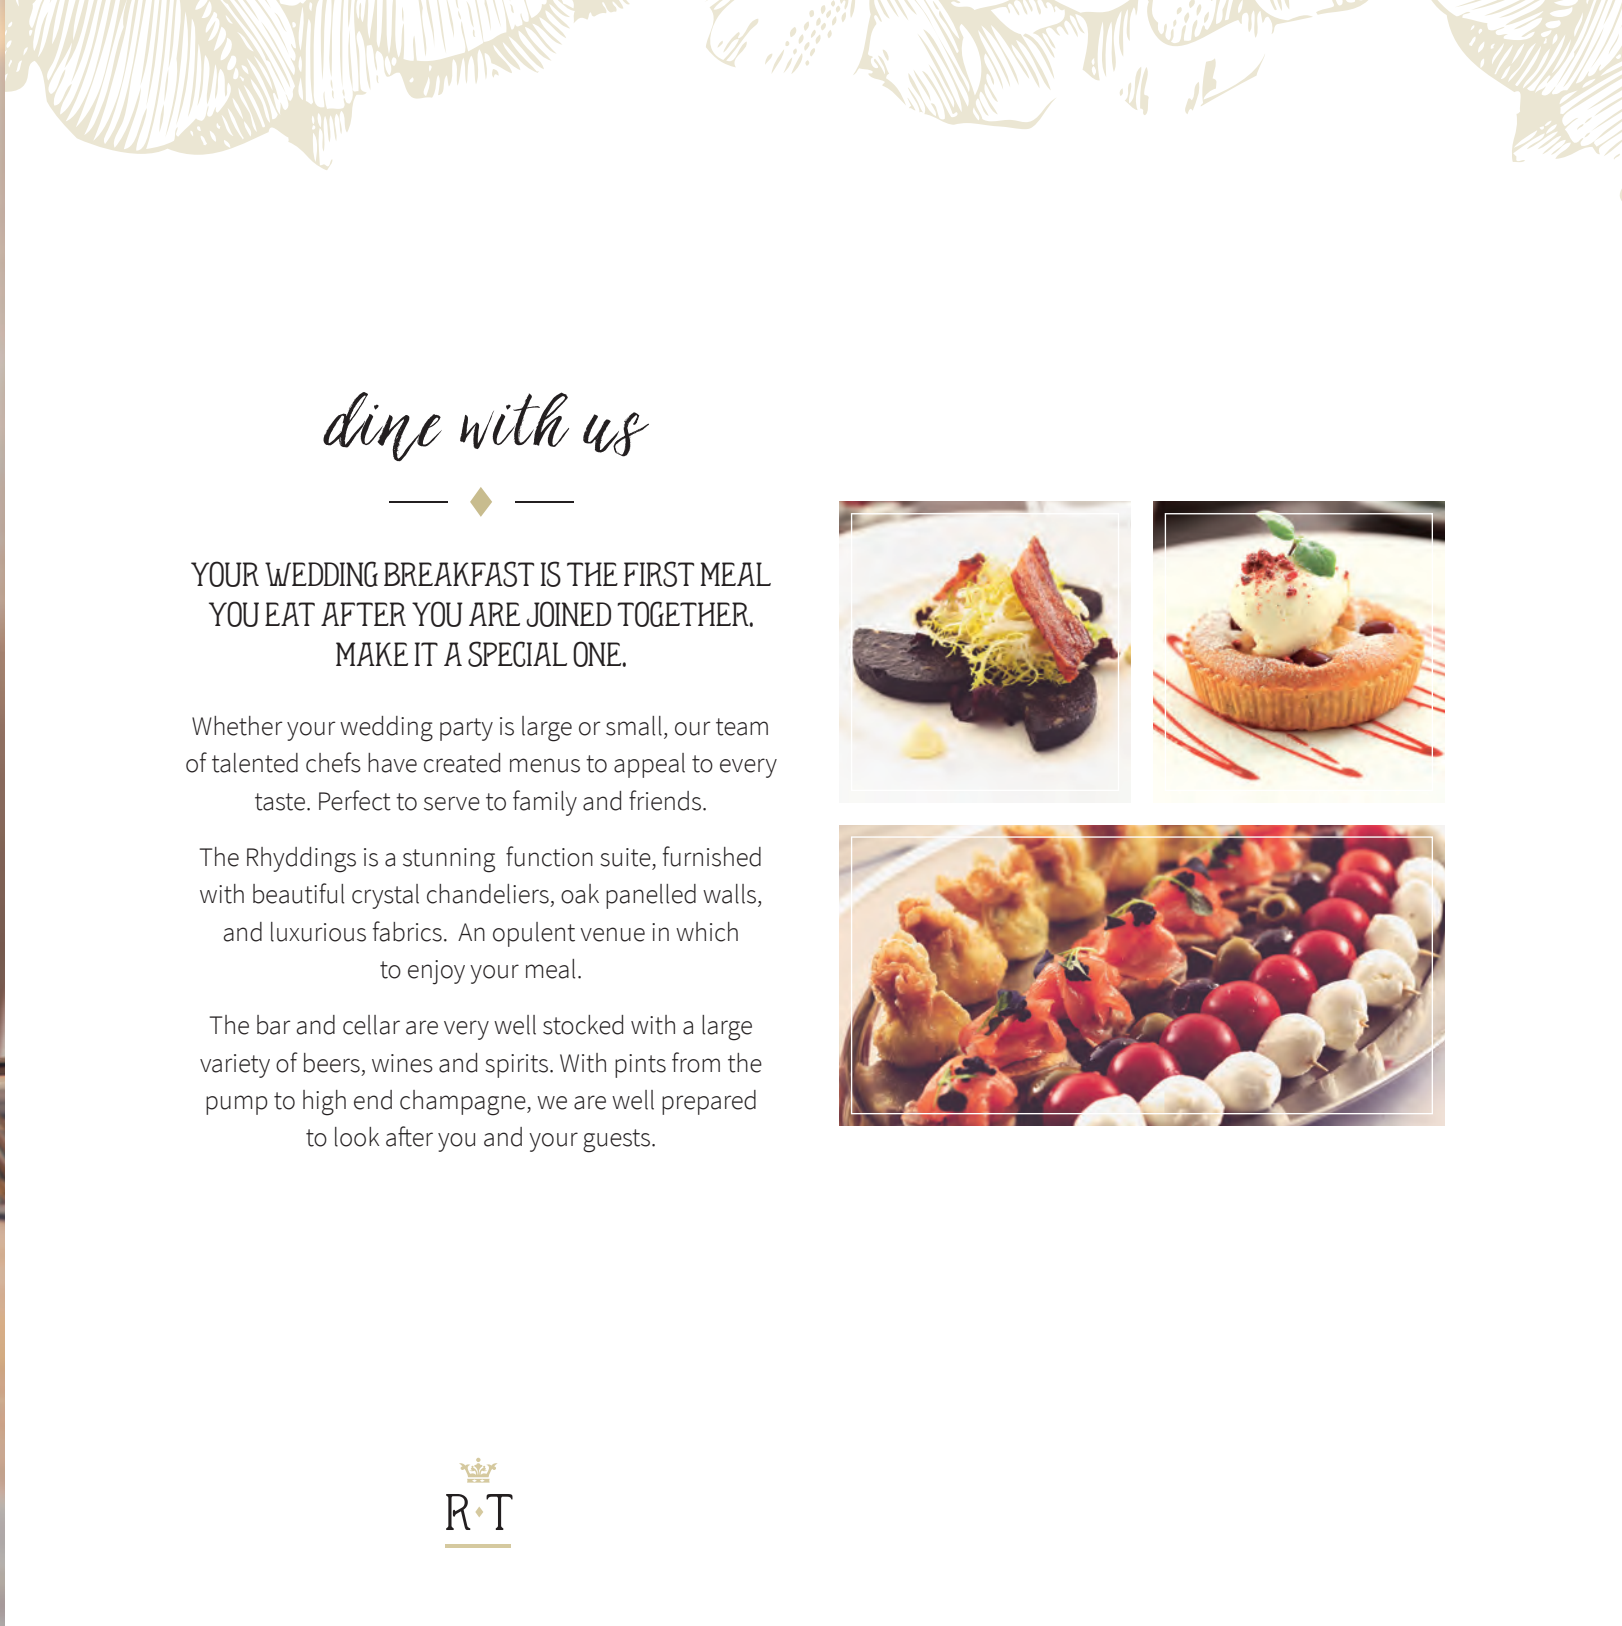 dine with us
YOUR WEDDING BREAKFAST IS THE FIRST MEAL
YOU EAT AFTER YOU ARE JOINED TOGETHER.
MAKE IT A SPECIAL ONE.
Whether your wedding party is large or small, our team
of talented chefs have created menus to appeal to every
taste. Perfect to serve to family and friends.
The Rhyddings is a stunning function suite, furnished
with beautiful crystal chandeliers, oak panelled walls,
and luxurious fabrics. An opulent venue in which
to enjoy your meal.
The bar and cellar are very well stocked with a large
variety of beers, wines and spirits. With pints from the
pump to high end champagne, we are well prepared
to look after you and your guests.
R♦T